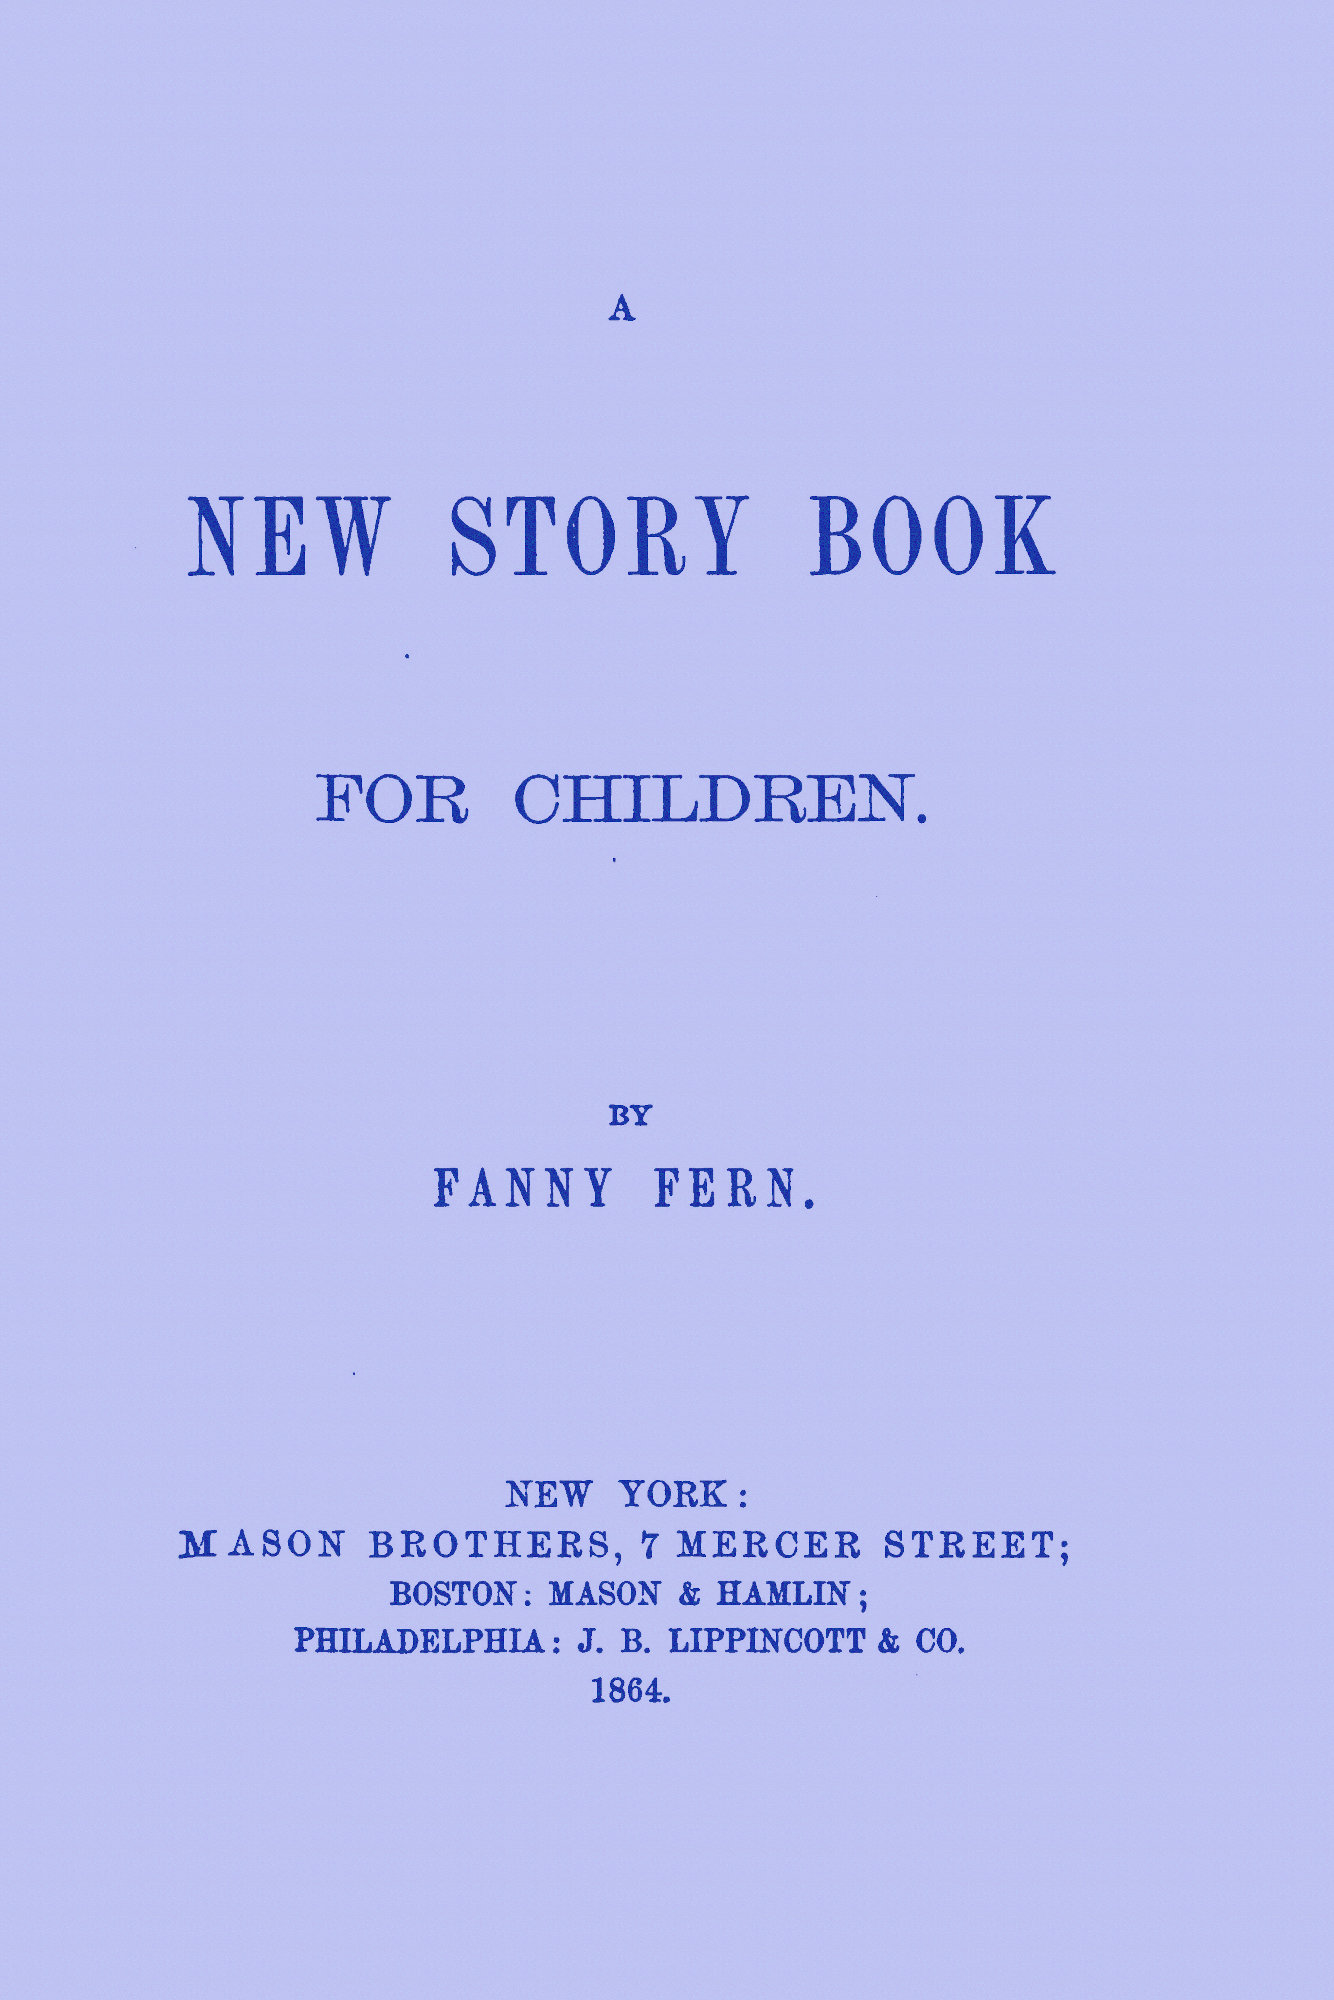 A
NEW STORY BOOK
FOR CHILDREN.
BY
FANNY FERN.
NEW YORK:
MASON BROTHERS, 7 MERCER STREET;
BOSTON: MASON & HAMLIN;
PHILADELPHIA: J. B. LIPPINCOTT & CO.
1864.